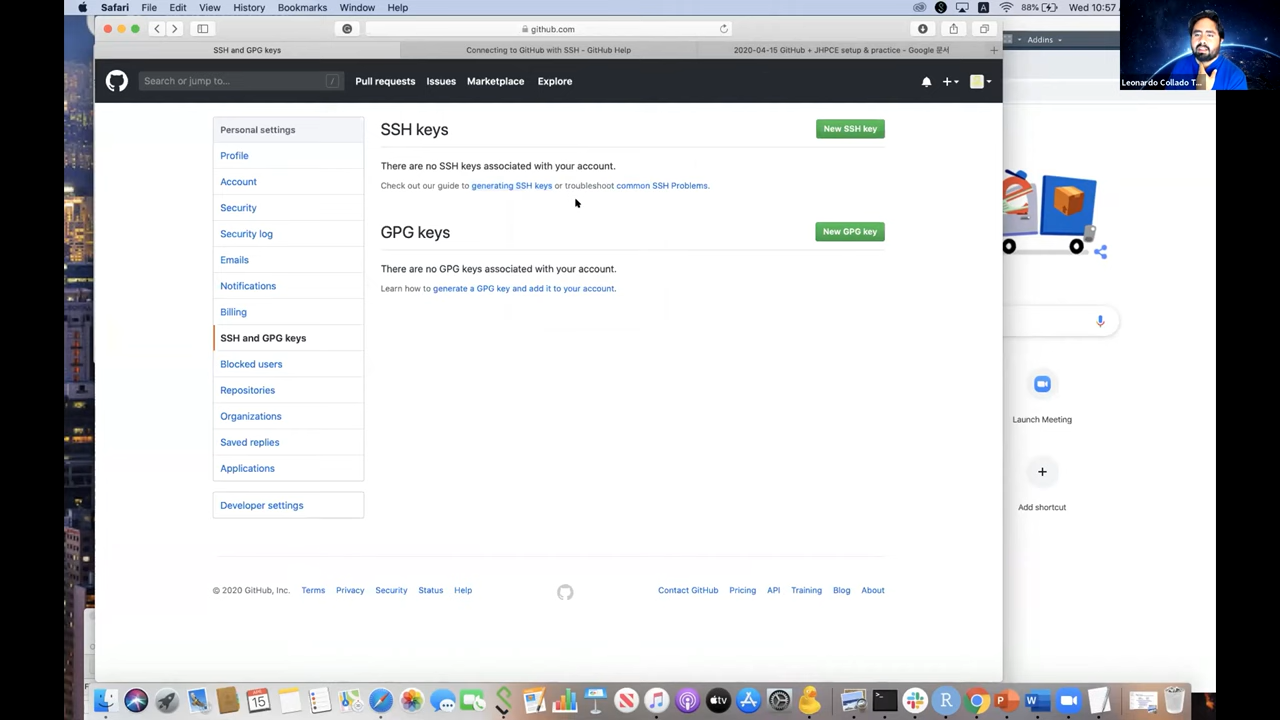 Safari File Edit View History Bookmarks Window Help
88% Wed 10:57
github.com
SSH and GPG keys
Connecting to GitHub with SSH - GitHub Help
2020-04-15 GitHub + JHPCE setup & practice - Google 문서
Addins
Leonardo Collado T...
Search or jump to... /
Pull requests Issues Marketplace Explore
Personal settings
Profile
Account
Security
Security log
Emails
Notifications
Billing
SSH and GPG keys
Blocked users
Repositories
Organizations
Saved replies
Applications
Developer settings
SSH keys
New SSH key
There are no SSH keys associated with your account.
Check out our guide to generating SSH keys or troubleshoot common SSH Problems.
GPG keys
New GPG key
There are no GPG keys associated with your account.
Learn how to generate a GPG key and add it to your account.
© 2020 GitHub, Inc. Terms Privacy Security Status Help
Contact GitHub Pricing API Training Blog About
Launch Meeting
Add shortcut
APR
15
tv
R
P
W